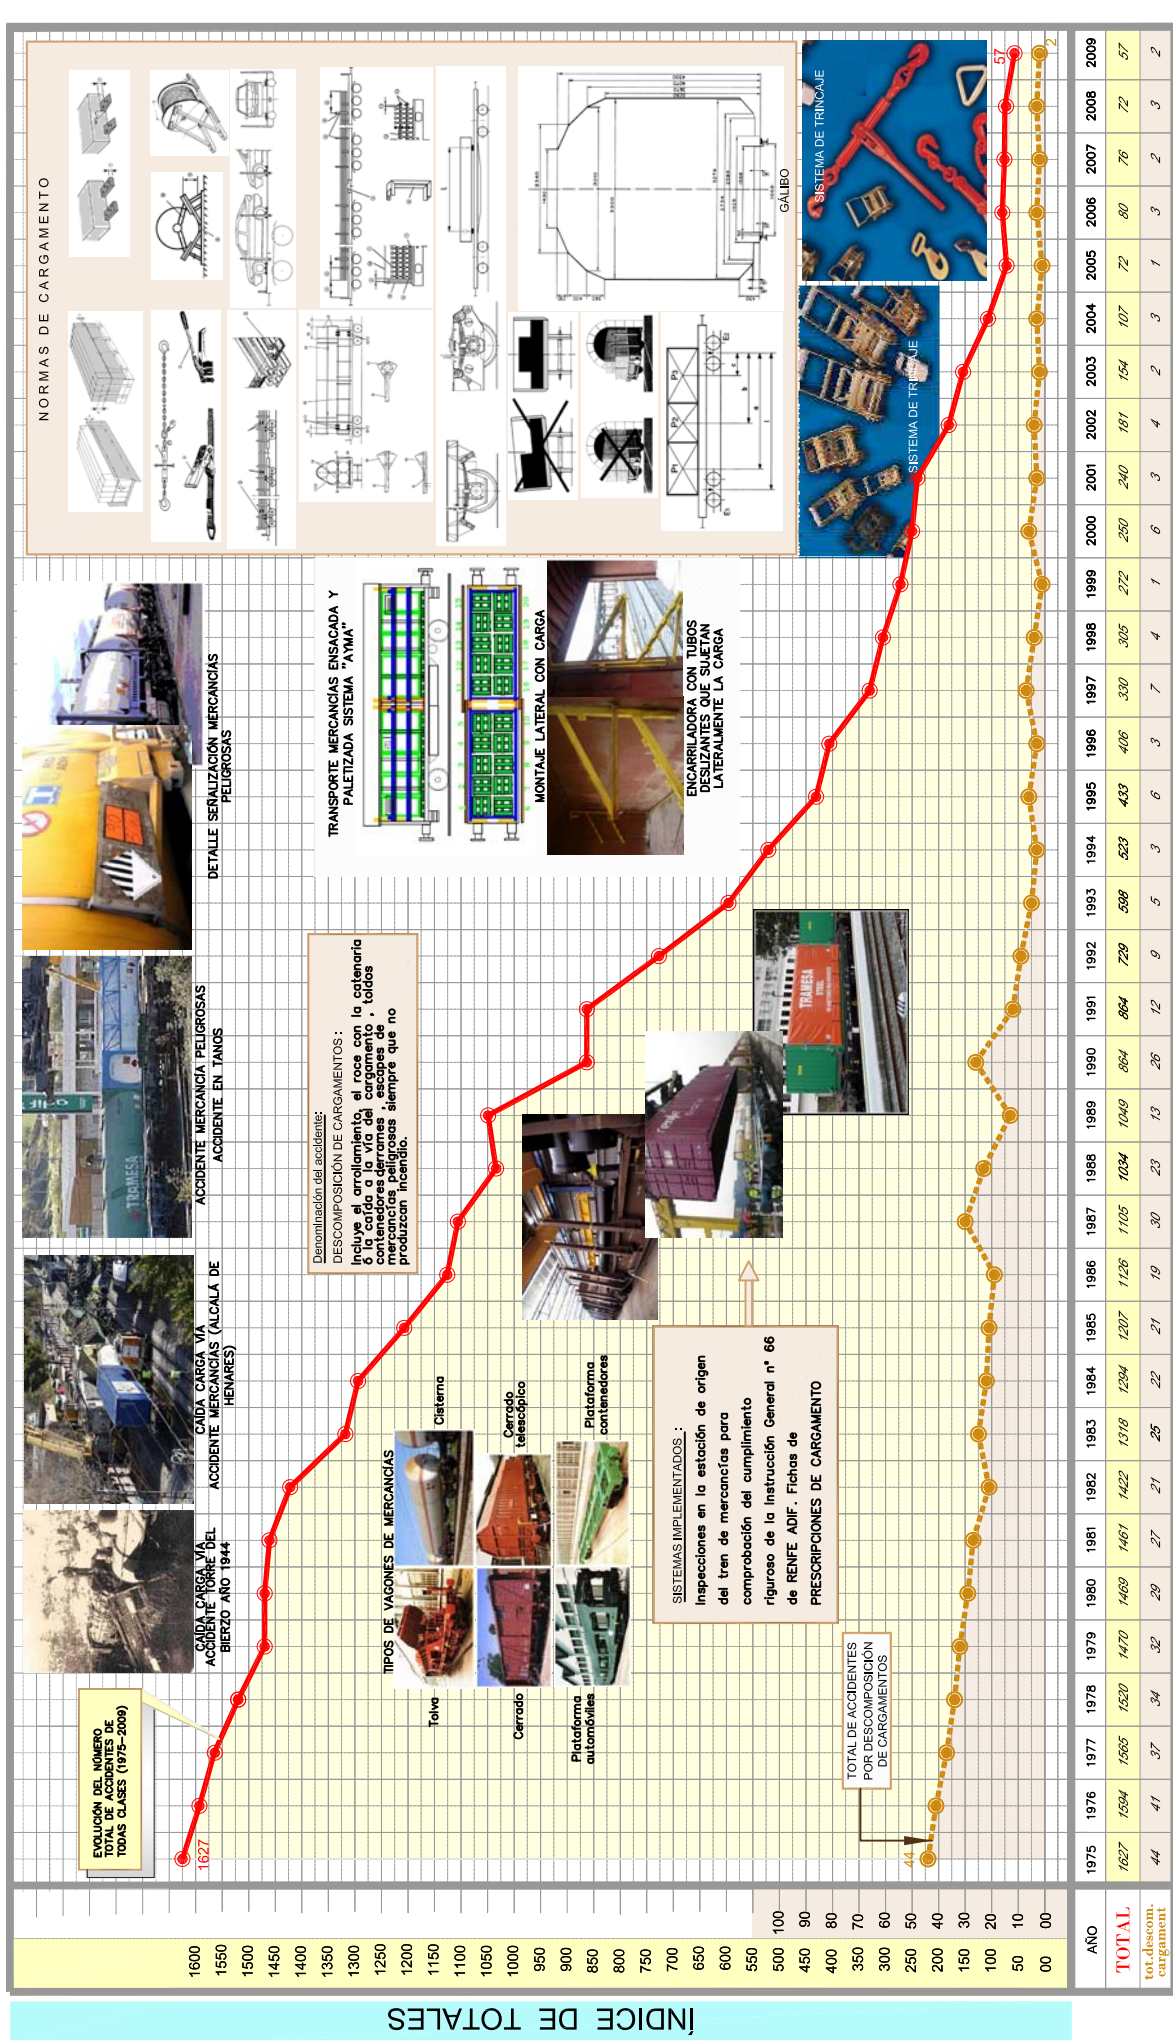 ÍNDICE DE TOTALES
NORMAS DE CARGAMENTO
GÁLIBO
SISTEMA DE TRINCAJE
SISTEMA DE TRINCAJE
DETALLE SEÑALIZACIÓN MERCANCÍAS
PELIGROSAS
ACCIDENTE MERCANCÍA PELIGROSAS
ACCIDENTE EN TANOS
CAÍDA CARGA VÍA
ACCIDENTE MERCANCÍAS (ALCALÁ DE
HENARES)
CAÍDA CARGA VÍA
ACCIDENTE TORRE DEL
BIERZO AÑO 1944
EVOLUCIÓN DEL NÚMERO
TOTAL DE ACCIDENTES DE
TODAS CLASES (1975-2009)
TRANSPORTE MERCANCÍAS ENSACADA Y
PALETIZADA SISTEMA "AYMA"
MONTAJE LATERAL CON CARGA
ENCARRILADORA CON TUBOS
DESLIZANTES QUE SUJETAN
LATERALMENTE LA CARGA
Denominación del accidente:
DESCOMPOSICIÓN DE CARGAMENTOS :
Incluye el arrollamiento, el roce con la catenaria
ó la caída a la vía del cargamento , toldos
contenedores derrames , escapes de
mercancías peligrosas siempre que no
produzcan incendio.
TRAMESA
TRAMESA
STEEL
TIPOS DE VAGONES DE MERCANCÍAS
Tolva
Cisterna
Cerrado
Cerrado
telescópico
Plataforma
automóviles
Plataforma
contenedores
SISTEMAS IMPLEMENTADOS :
Inspecciones en la estación de origen
del tren de mercancías para
comprobación del cumplimiento
riguroso de la Instrucción General nº 66
de RENFE ADIF. Fichas de
PRESCRIPCIONES DE CARGAMENTO
TOTAL DE ACCIDENTES
POR DESCOMPOSICIÓN
DE CARGAMENTOS
1627
57
44
2
1600
1550
1500
1450
1400
1350
1300
1250
1200
1150
1100
1050
1000
950
900
850
800
750
700
650
600
550
500 100
450 90
400 80
350 70
300 60
250 50
200 40
150 30
100 20
50 10
00 00
AÑO 1975 1976 1977 1978 1979 1980 1981 1982 1983 1984 1985 1986 1987 1988 1989 1990 1991 1992 1993 1994 1995 1996 1997 1998 1999 2000 2001 2002 2003 2004 2005 2006 2007 2008 2009
TOTAL 1627 1594 1565 1520 1470 1469 1461 1422 1318 1294 1207 1126 1105 1034 1049 864 864 729 598 523 433 406 330 305 272 250 240 181 154 107 72 80 76 72 57
tot.descom.
cargament 44 41 37 34 32 29 27 21 25 22 21 19 30 23 13 26 12 9 5 3 6 3 7 4 1 6 3 4 2 3 1 3 2 3 2